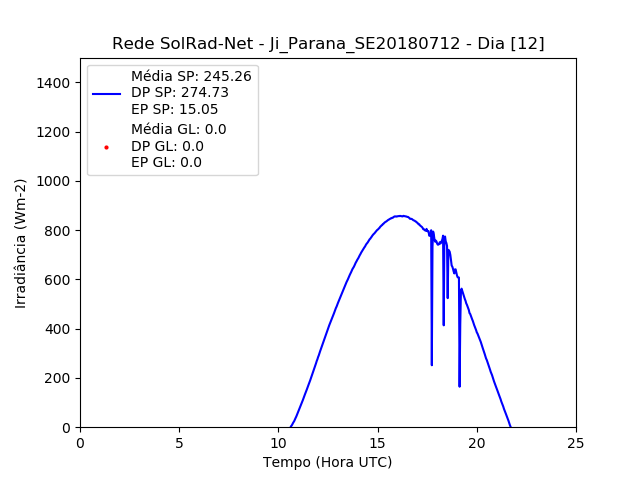 Rede SolRad-Net - Ji_Parana_SE20180712 - Dia [12]
Média SP: 245.26
DP SP: 274.73
EP SP: 15.05
Média GL: 0.0
DP GL: 0.0
EP GL: 0.0
Irradiância (Wm-2)
1400
1200
1000
800
600
400
200
0
0 5 10 15 20 25
Tempo (Hora UTC)